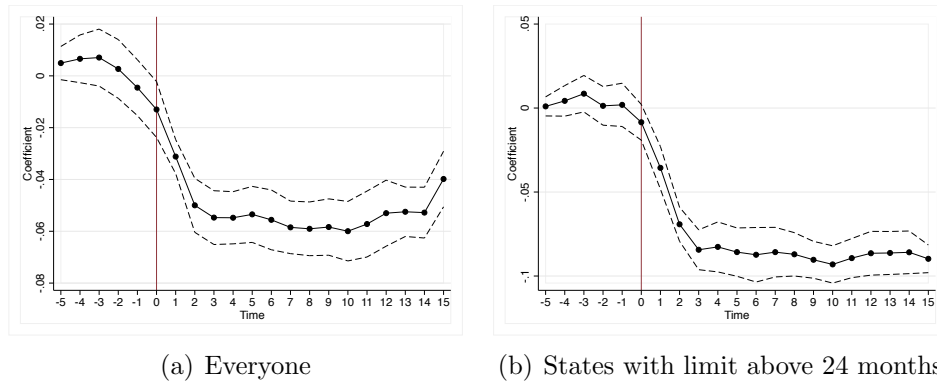 .02
0
-.02
-.04
-.06
-.08
Coefficient
-5 -4 -3 -2 -1 0 1 2 3 4 5 6 7 8 9 10 11 12 13 14 15
Time
(a) Everyone
.05
0
-.05
-.1
Coefficient
-5 -4 -3 -2 -1 0 1 2 3 4 5 6 7 8 9 10 11 12 13 14 15
Time
(b) States with limit above 24 months